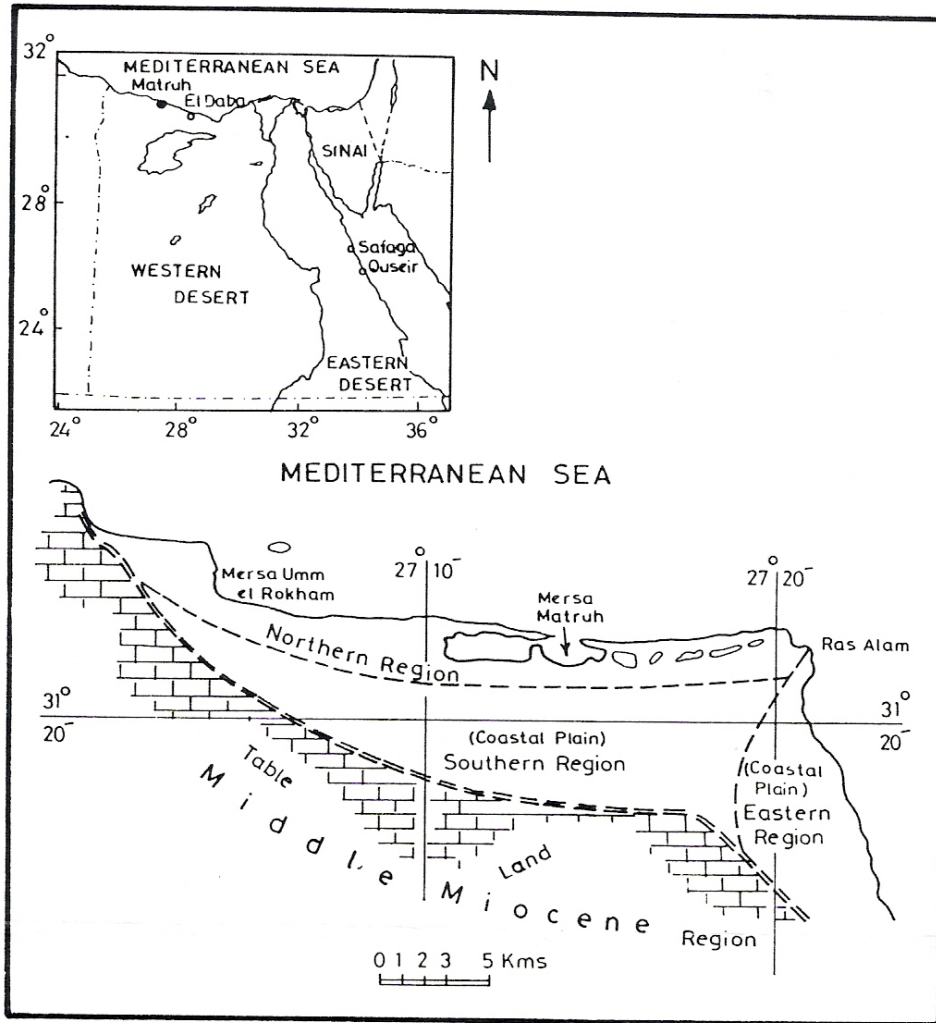 32°
MEDITERRANEAN SEA
Matruh
El Daba
N
SINAI
28°
Safaga
Quseir
WESTERN
DESERT
24°
EASTERN
DESERT
24° 28° 32° 36°
MEDITERRANEAN SEA
27° 10-
27° 20-
Mersa Umm
el Rokham
Mersa
Matruh
Northern Region
Ras Alam
31°
20-
31°
20-
(Coastal Plain)
Southern Region
(Coastal
Plain)
Eastern
Region
Table Land Region
Middle Miocene
0 1 2 3 5 Kms